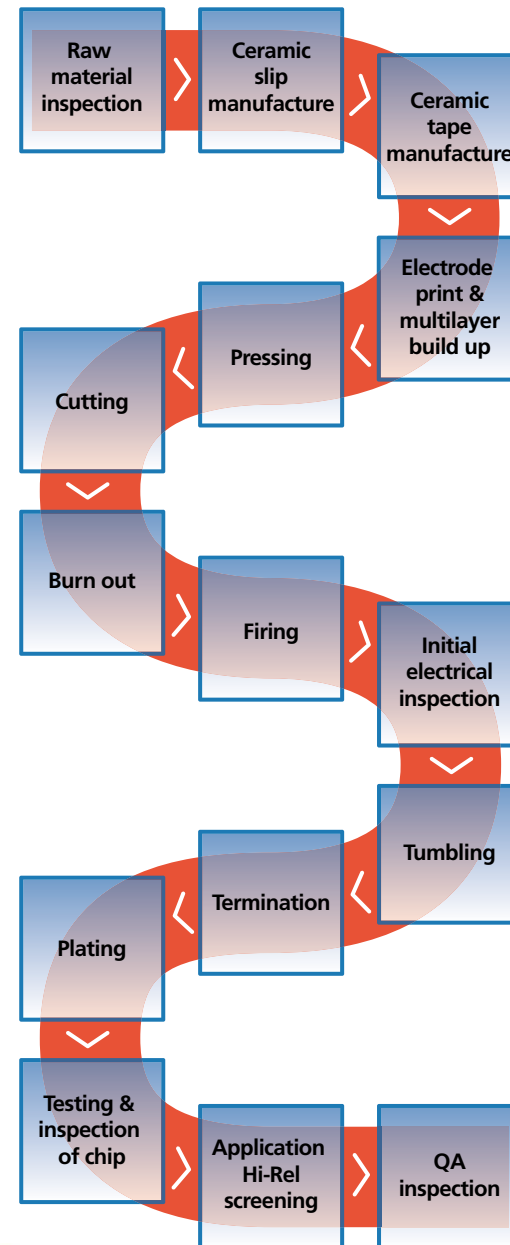 Raw
material
inspection
Ceramic
slip
manufacture
Ceramic
tape
manufacture
Electrode
print &
multilayer
build up
Pressing
Cutting
Burn out
Firing
Initial
electrical
inspection
Tumbling
Termination
Plating
Testing &
inspection
of chip
Application
Hi-Rel
screening
QA
inspection